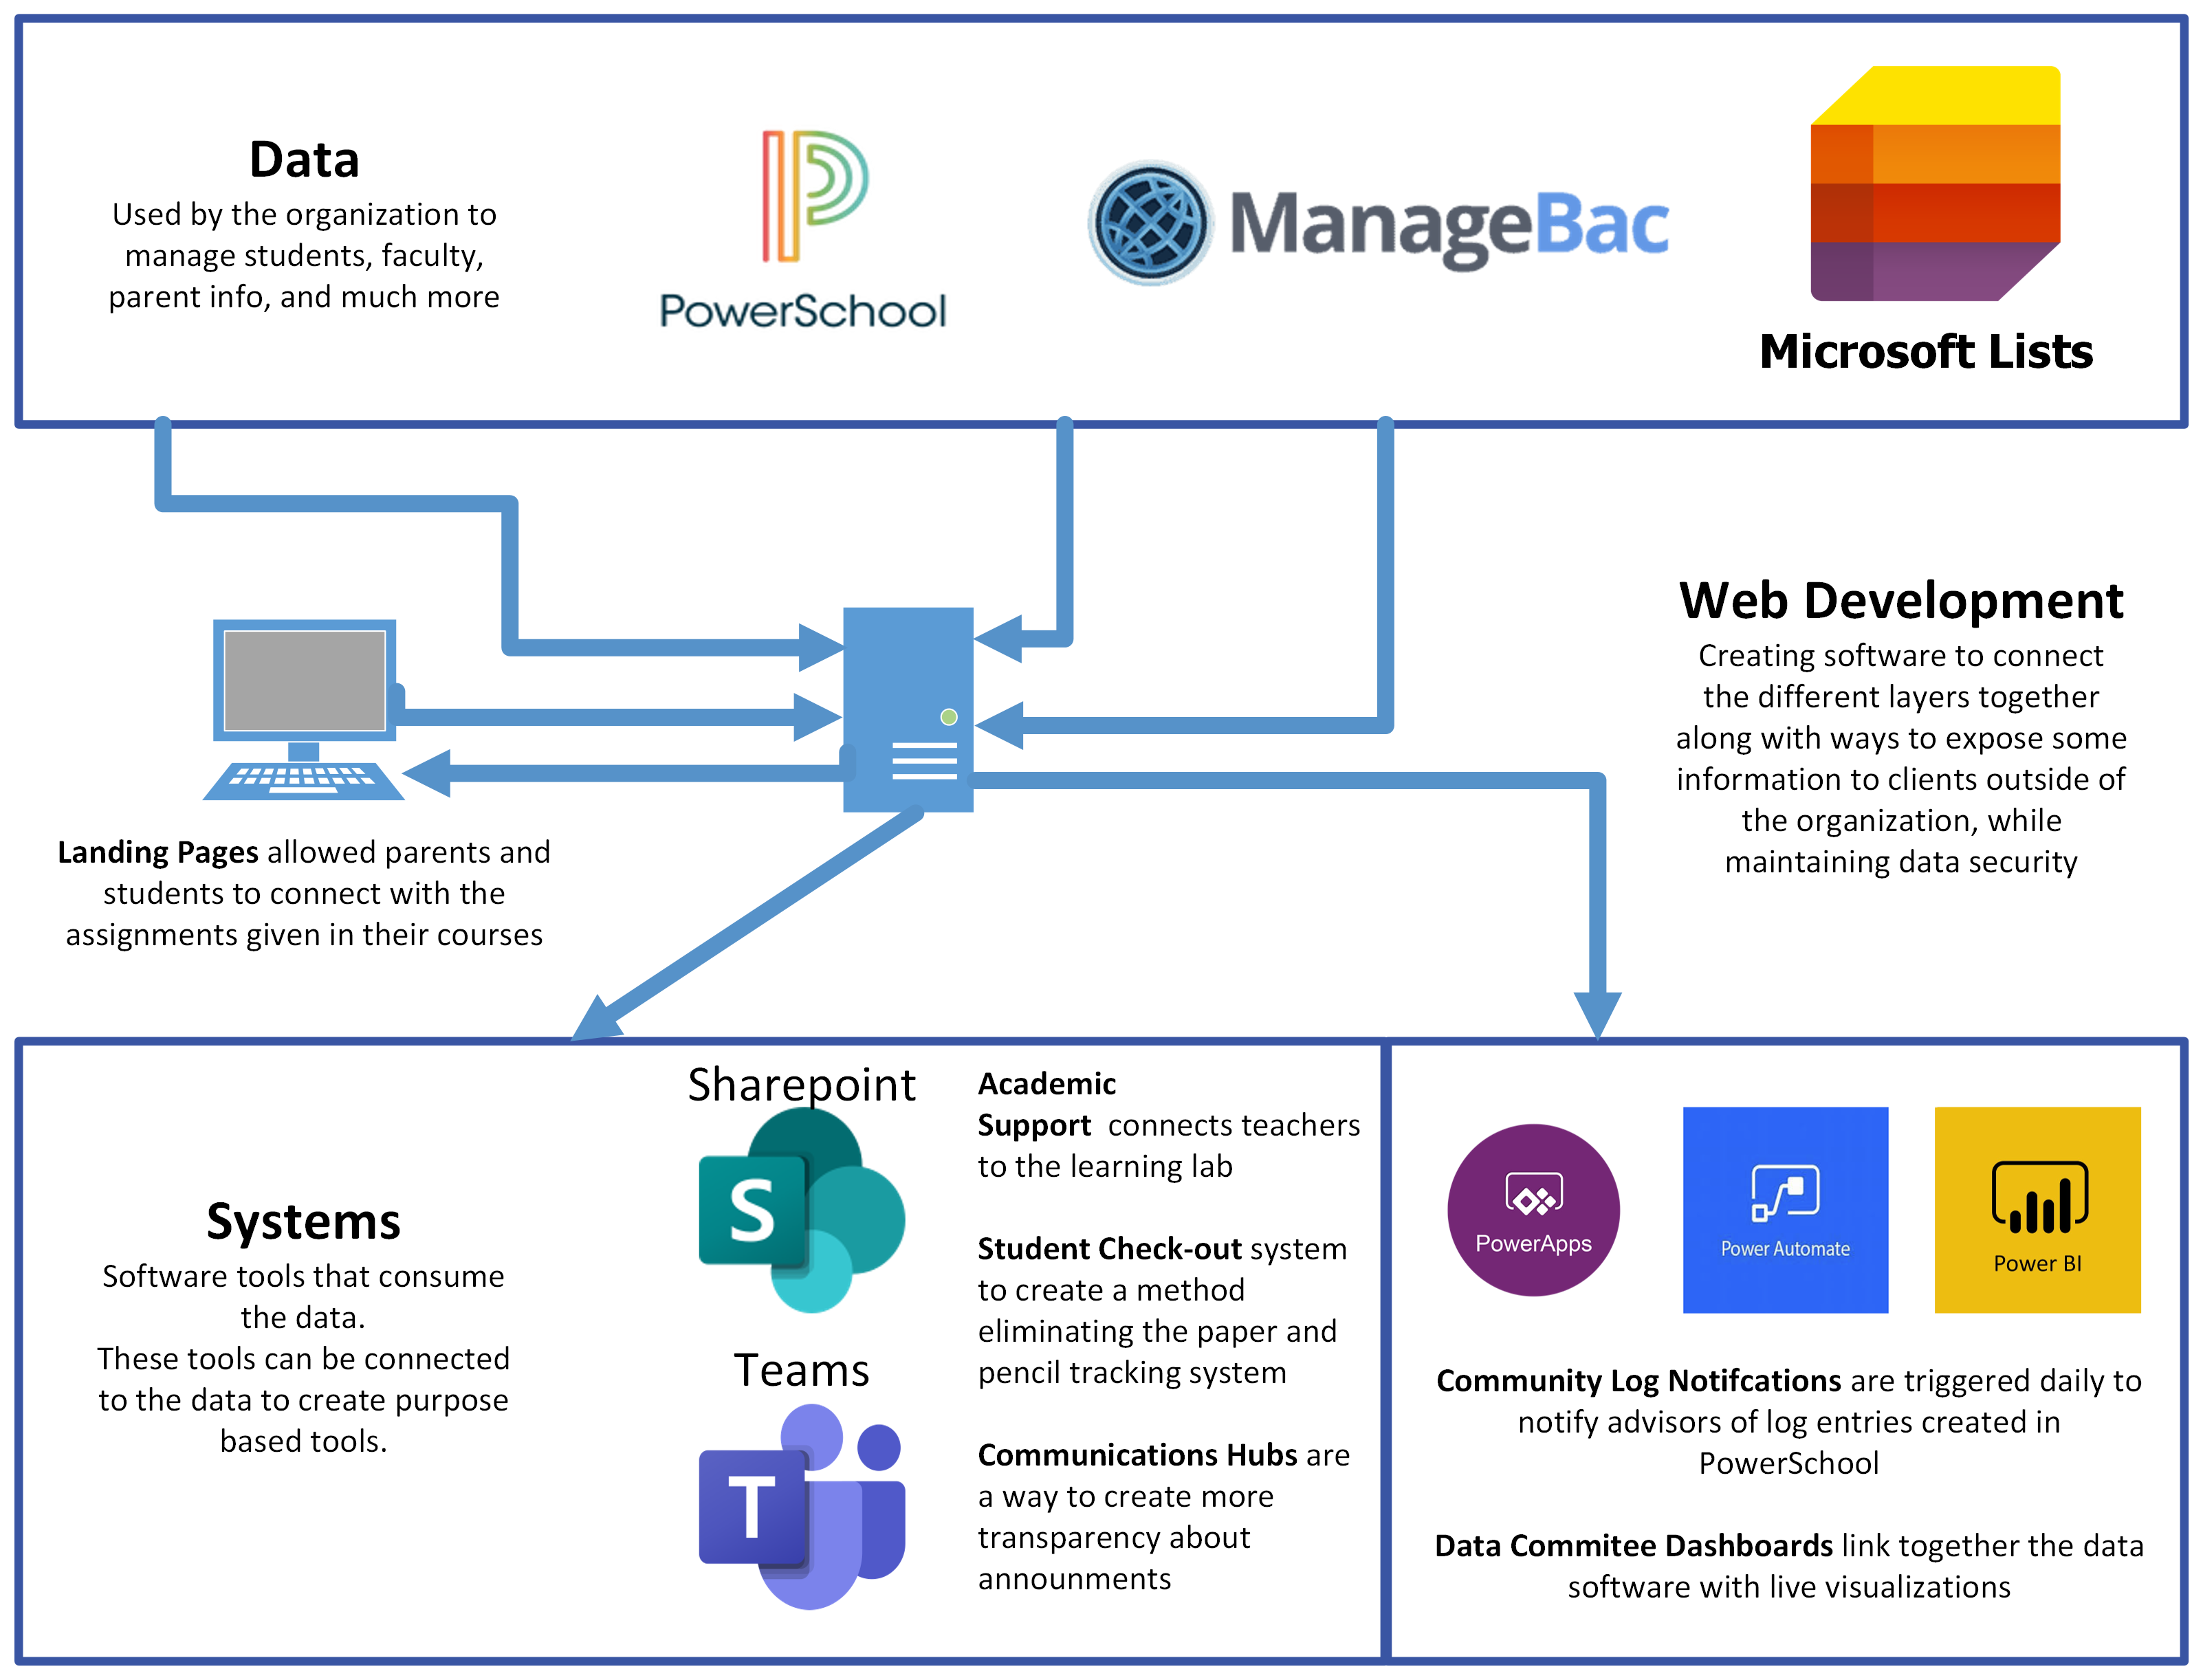 Data
Used by the organization to
manage students, faculty,
parent info, and much more
PowerSchool
ManageBac
Microsoft Lists
Web Development
Creating software to connect
the different layers together
along with ways to expose some
information to clients outside of
the organization, while
maintaining data security
Landing Pages allowed parents and
students to connect with the
assignments given in their courses
Systems
Software tools that consume
the data.
These tools can be connected
to the data to create purpose
based tools.
Sharepoint
S
Teams
T
Academic
Support connects teachers
to the learning lab
Student Check-out system
to create a method
eliminating the paper and
pencil tracking system
Communications Hubs are
a way to create more
transparency about
announments
PowerApps
Power Automate
Power BI
Community Log Notifcations are triggered daily to
notify advisors of log entries created in
PowerSchool
Data Commitee Dashboards link together the data
software with live visualizations